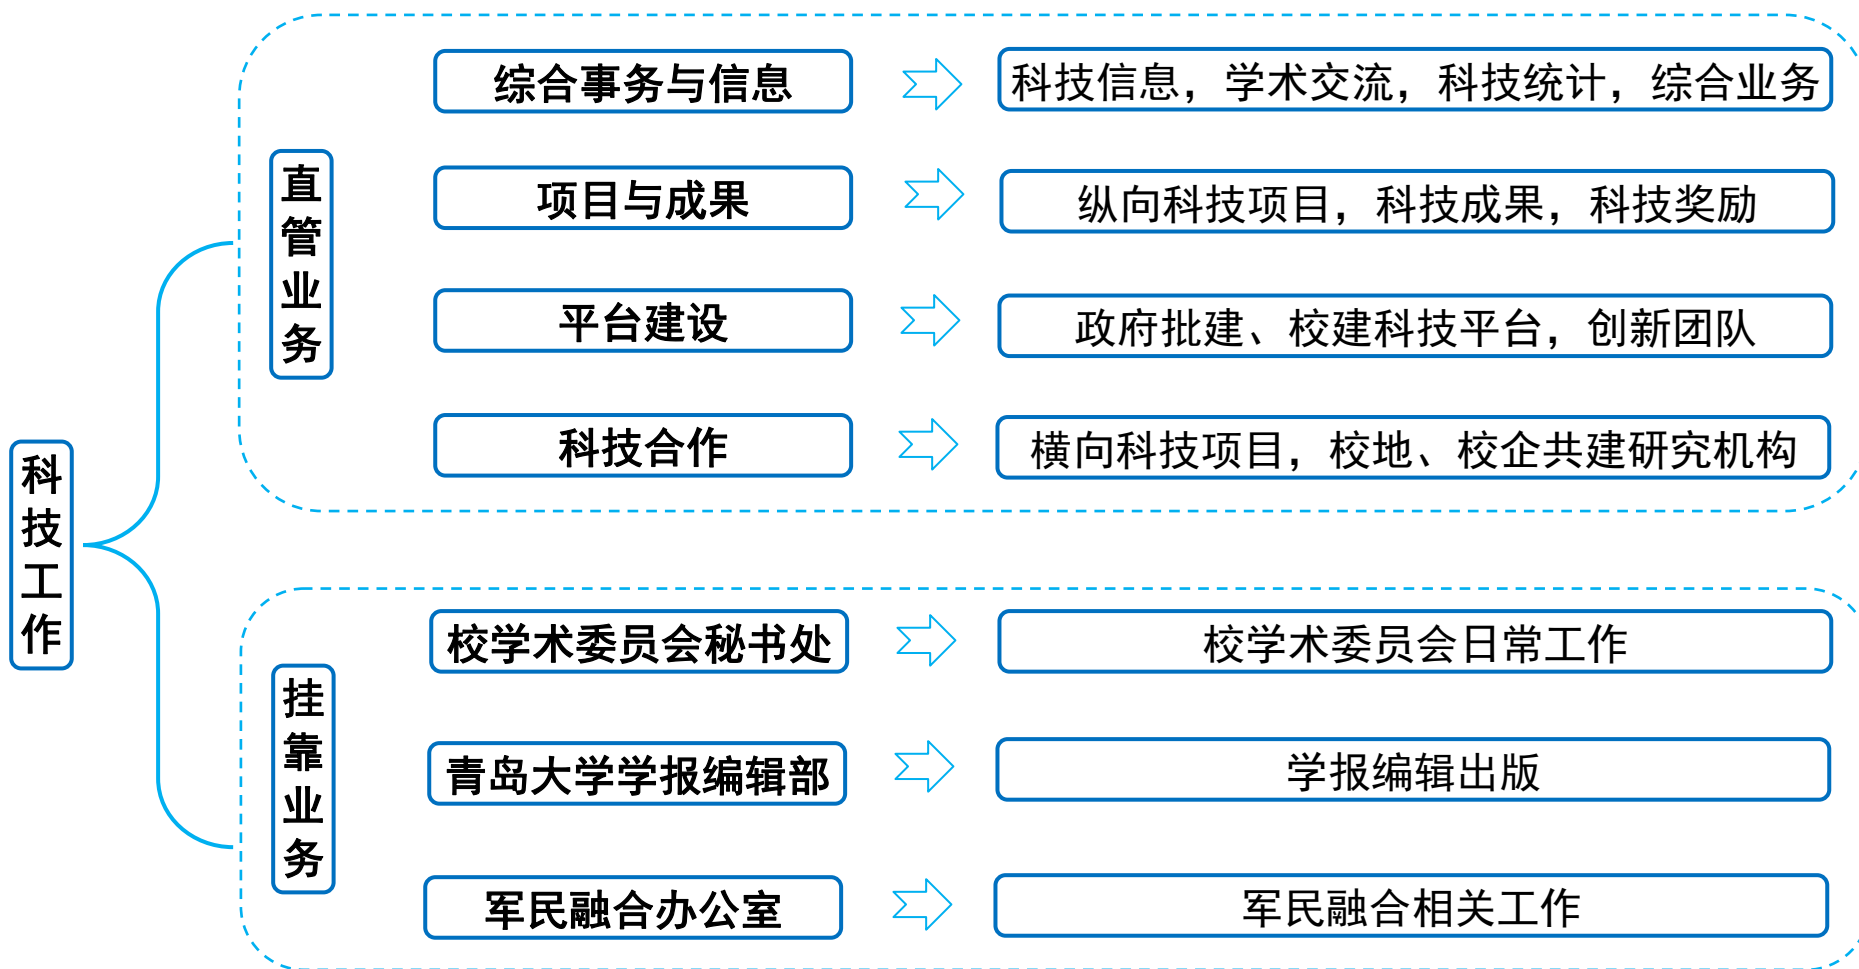 科技工作
直管业务
综合事务与信息
科技信息，学术交流，科技统计，综合业务
项目与成果
纵向科技项目，科技成果，科技奖励
平台建设
政府批建、校建科技平台，创新团队
科技合作
横向科技项目，校地、校企共建研究机构
挂靠业务
校学术委员会秘书处
校学术委员会日常工作
青岛大学学报编辑部
学报编辑出版
军民融合办公室
军民融合相关工作